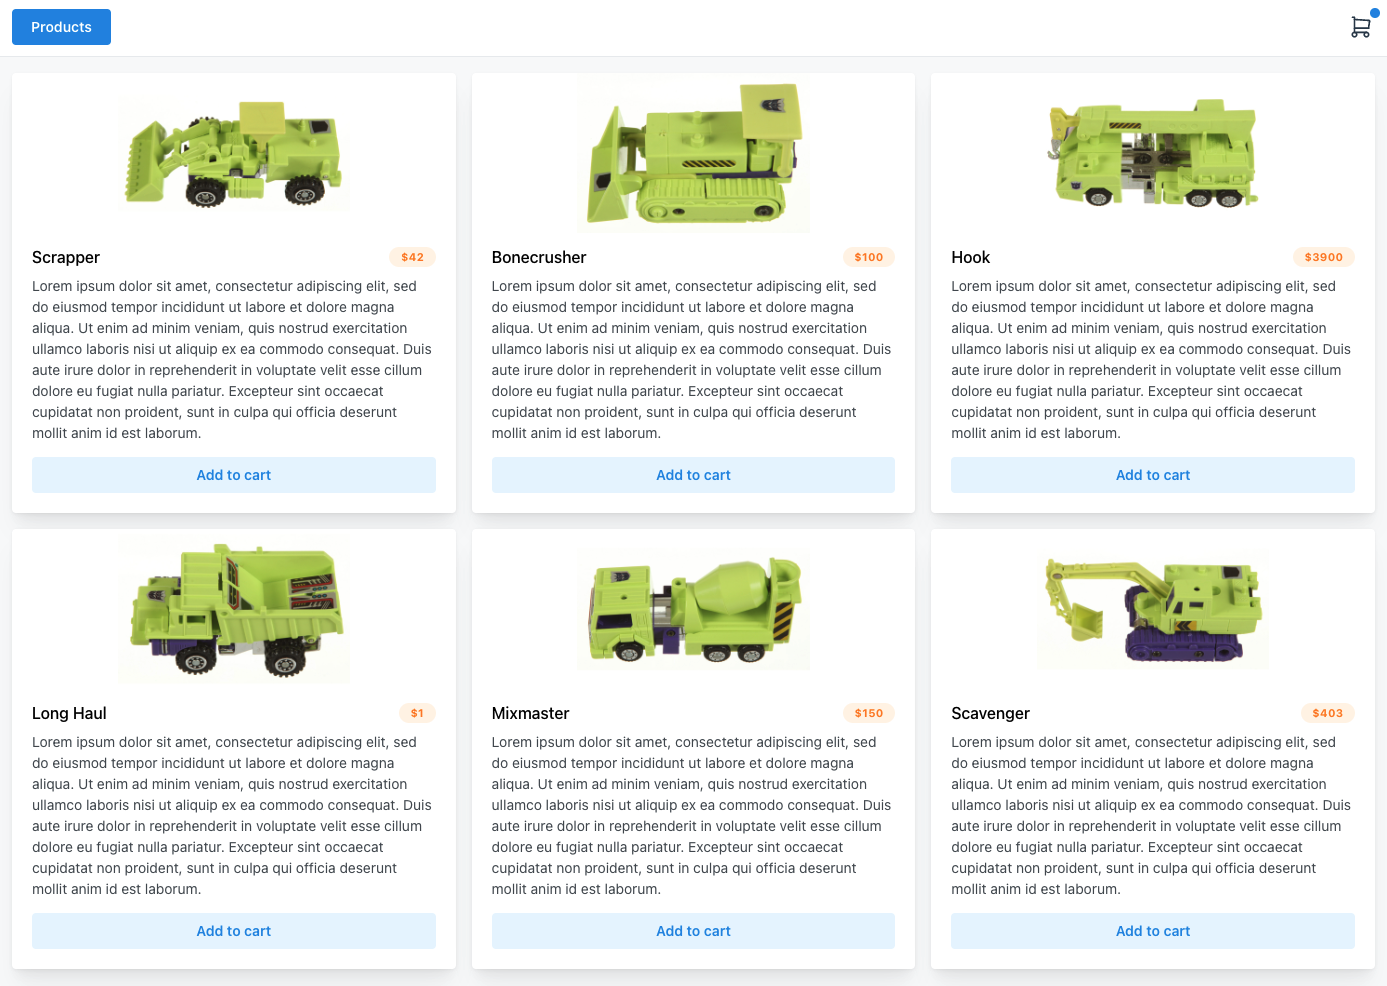 Products
Scrapper
$42
Lorem ipsum dolor sit amet, consectetur adipiscing elit, sed
do eiusmod tempor incididunt ut labore et dolore magna
aliqua. Ut enim ad minim veniam, quis nostrud exercitation
ullamco laboris nisi ut aliquip ex ea commodo consequat. Duis
aute irure dolor in reprehenderit in voluptate velit esse cillum
dolore eu fugiat nulla pariatur. Excepteur sint occaecat
cupidatat non proident, sunt in culpa qui officia deserunt
mollit anim id est laborum.
Add to cart
Bonecrusher
$100
Lorem ipsum dolor sit amet, consectetur adipiscing elit, sed
do eiusmod tempor incididunt ut labore et dolore magna
aliqua. Ut enim ad minim veniam, quis nostrud exercitation
ullamco laboris nisi ut aliquip ex ea commodo consequat. Duis
aute irure dolor in reprehenderit in voluptate velit esse cillum
dolore eu fugiat nulla pariatur. Excepteur sint occaecat
cupidatat non proident, sunt in culpa qui officia deserunt
mollit anim id est laborum.
Add to cart
Hook
$3900
Lorem ipsum dolor sit amet, consectetur adipiscing elit, sed
do eiusmod tempor incididunt ut labore et dolore magna
aliqua. Ut enim ad minim veniam, quis nostrud exercitation
ullamco laboris nisi ut aliquip ex ea commodo consequat. Duis
aute irure dolor in reprehenderit in voluptate velit esse cillum
dolore eu fugiat nulla pariatur. Excepteur sint occaecat
cupidatat non proident, sunt in culpa qui officia deserunt
mollit anim id est laborum.
Add to cart
Long Haul
$1
Lorem ipsum dolor sit amet, consectetur adipiscing elit, sed
do eiusmod tempor incididunt ut labore et dolore magna
aliqua. Ut enim ad minim veniam, quis nostrud exercitation
ullamco laboris nisi ut aliquip ex ea commodo consequat. Duis
aute irure dolor in reprehenderit in voluptate velit esse cillum
dolore eu fugiat nulla pariatur. Excepteur sint occaecat
cupidatat non proident, sunt in culpa qui officia deserunt
mollit anim id est laborum.
Add to cart
Mixmaster
$150
Lorem ipsum dolor sit amet, consectetur adipiscing elit, sed
do eiusmod tempor incididunt ut labore et dolore magna
aliqua. Ut enim ad minim veniam, quis nostrud exercitation
ullamco laboris nisi ut aliquip ex ea commodo consequat. Duis
aute irure dolor in reprehenderit in voluptate velit esse cillum
dolore eu fugiat nulla pariatur. Excepteur sint occaecat
cupidatat non proident, sunt in culpa qui officia deserunt
mollit anim id est laborum.
Add to cart
Scavenger
$403
Lorem ipsum dolor sit amet, consectetur adipiscing elit, sed
do eiusmod tempor incididunt ut labore et dolore magna
aliqua. Ut enim ad minim veniam, quis nostrud exercitation
ullamco laboris nisi ut aliquip ex ea commodo consequat. Duis
aute irure dolor in reprehenderit in voluptate velit esse cillum
dolore eu fugiat nulla pariatur. Excepteur sint occaecat
cupidatat non proident, sunt in culpa qui officia deserunt
mollit anim id est laborum.
Add to cart